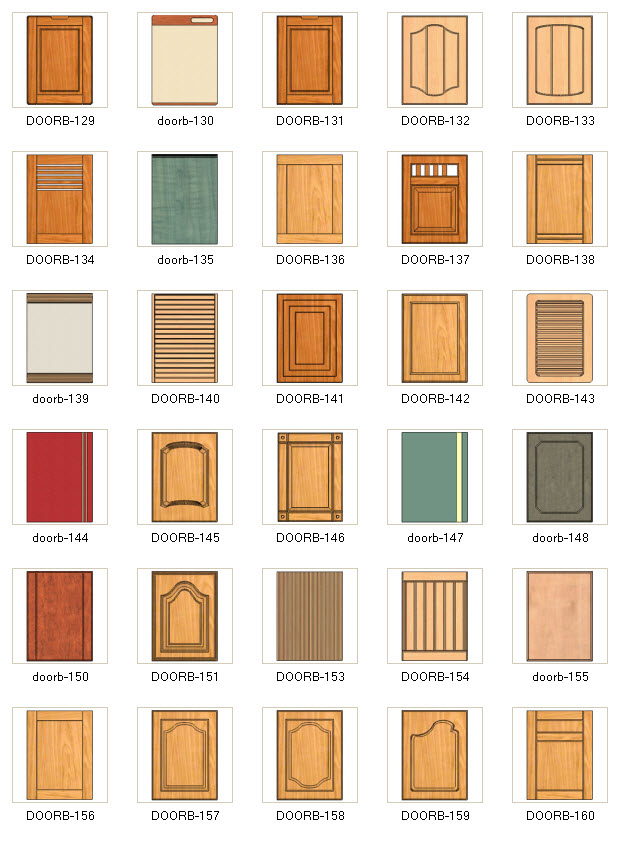 DOORB-129 doorb-130 DOORB-131 DOORB-132 DOORB-133
DOORB-134 doorb-135 DOORB-136 DOORB-137 DOORB-138
doorb-139 DOORB-140 DOORB-141 DOORB-142 DOORB-143
doorb-144 DOORB-145 DOORB-146 doorb-147 doorb-148
doorb-150 DOORB-151 DOORB-153 DOORB-154 doorb-155
DOORB-156 DOORB-157 DOORB-158 DOORB-159 DOORB-160